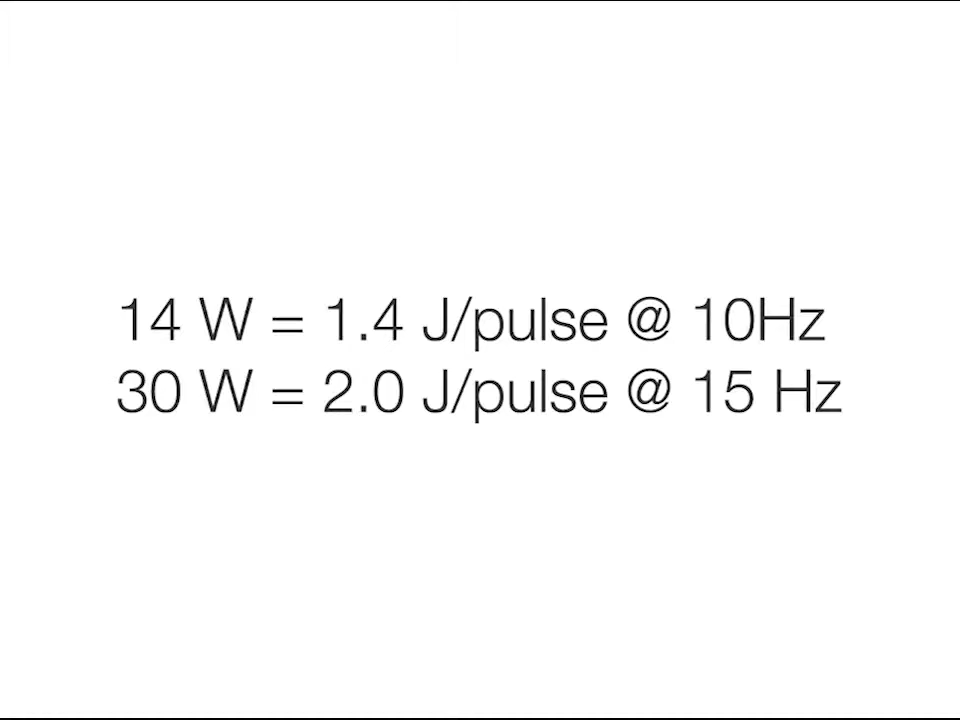 14 W = 1.4 J/pulse @ 10Hz
30 W = 2.0 J/pulse @ 15 Hz